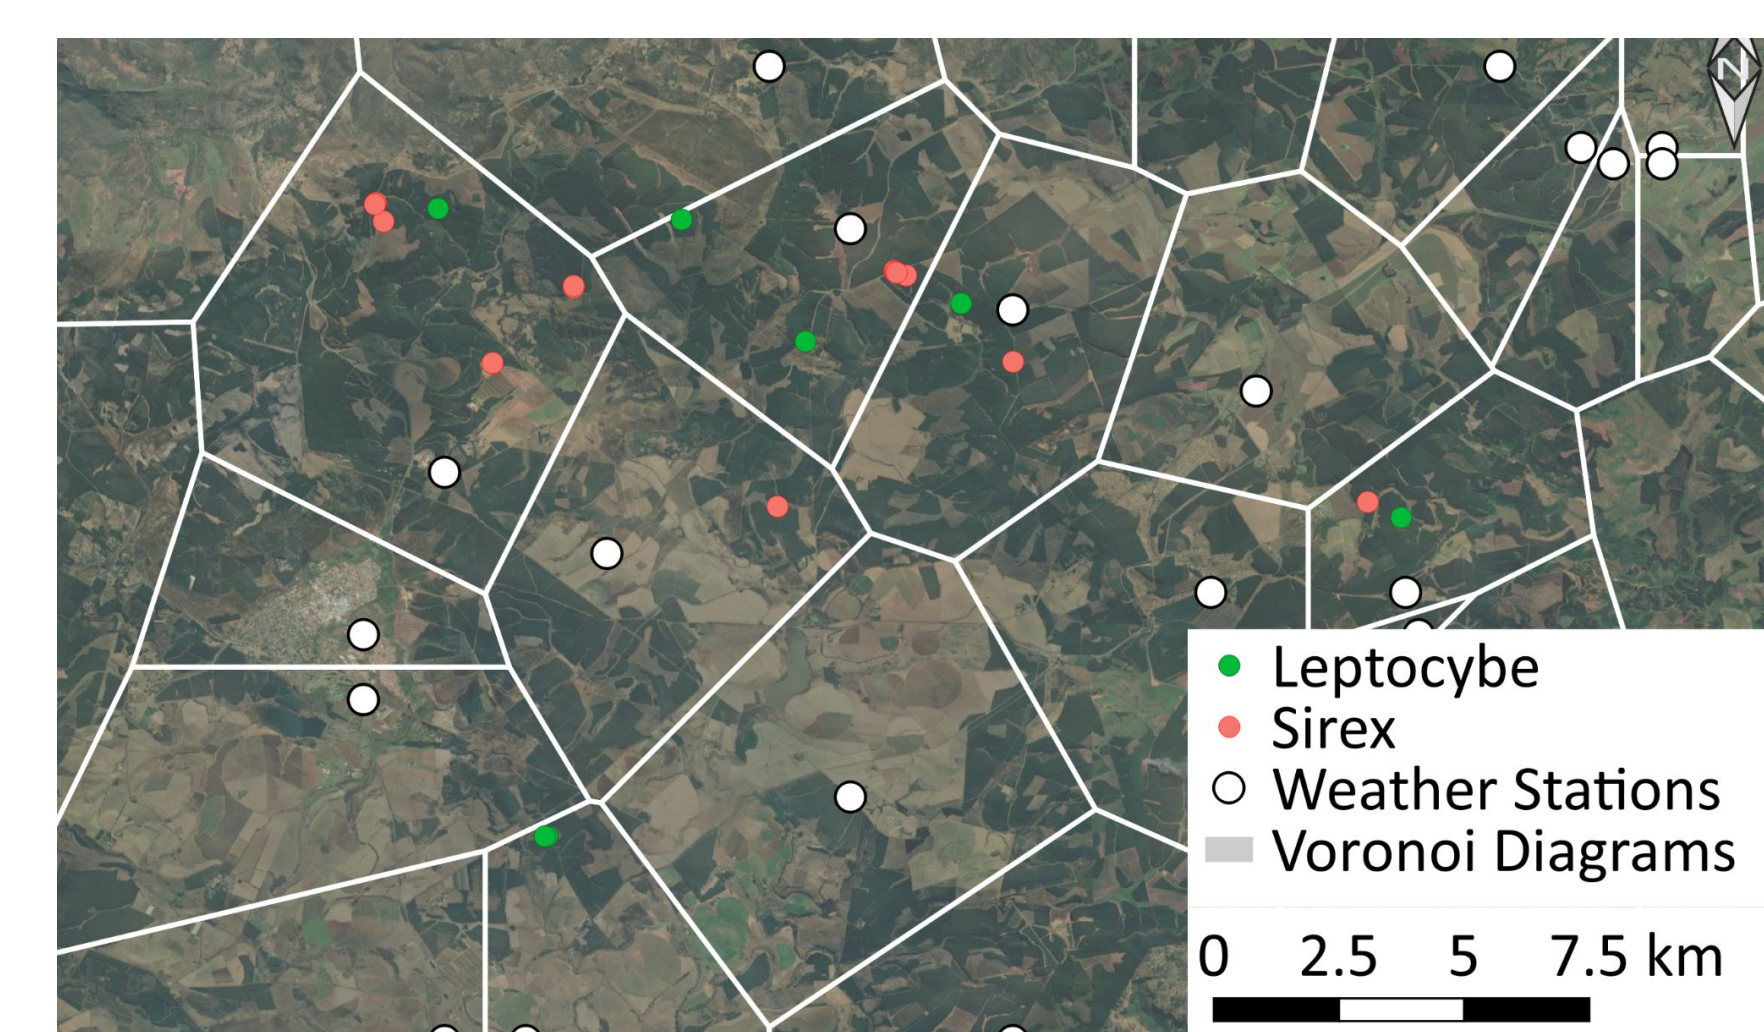 N
Leptocybe
Sirex
Weather Stations
Voronoi Diagrams
0 2.5 5 7.5 km